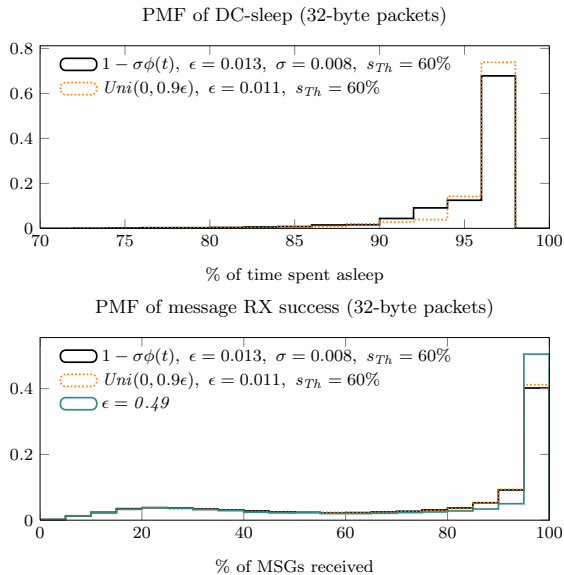 PMF of DC-sleep (32-byte packets)
0.8
0.6
0.4
0.2
0
1 − σϕ(t), ϵ = 0.013, σ = 0.008, s_Th = 60%
Uni(0, 0.9ϵ), ϵ = 0.011, s_Th = 60%
70 75 80 85 90 95 100
% of time spent asleep
PMF of message RX success (32-byte packets)
0.4
0.2
0
1 − σϕ(t), ϵ = 0.013, σ = 0.008, s_Th = 60%
Uni(0, 0.9ϵ), ϵ = 0.011, s_Th = 60%
ϵ = 0.49
0 20 40 60 80 100
% of MSGs received